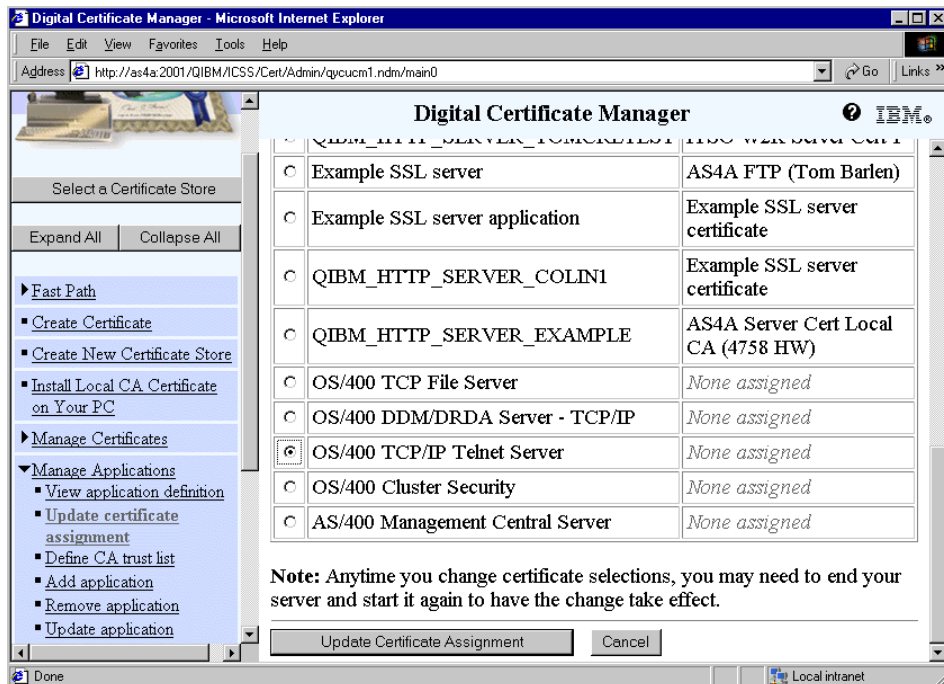 Digital Certificate Manager - Microsoft Internet Explorer
File Edit View Favorites Tools Help
Address http://as4a:2001/QIBM/ICSS/Cert/Admin/qycucm1.ndm/main0 Go Links »
Digital Certificate Manager IBM®
Select a Certificate Store
Expand All Collapse All
Fast Path
Create Certificate
Create New Certificate Store
Install Local CA Certificate
on Your PC
Manage Certificates
Manage Applications
View application definition
Update certificate
assignment
Define CA trust list
Add application
Remove application
Update application
Example SSL server AS4A FTP (Tom Barlen)
Example SSL server application Example SSL server
certificate
QIBM_HTTP_SERVER_COLIN1 Example SSL server
certificate
QIBM_HTTP_SERVER_EXAMPLE AS4A Server Cert Local
CA (4758 HW)
OS/400 TCP File Server None assigned
OS/400 DDM/DRDA Server - TCP/IP None assigned
OS/400 TCP/IP Telnet Server None assigned
OS/400 Cluster Security None assigned
AS/400 Management Central Server None assigned
Note: Anytime you change certificate selections, you may need to end your
server and start it again to have the change take effect.
Update Certificate Assignment Cancel
Done Local intranet